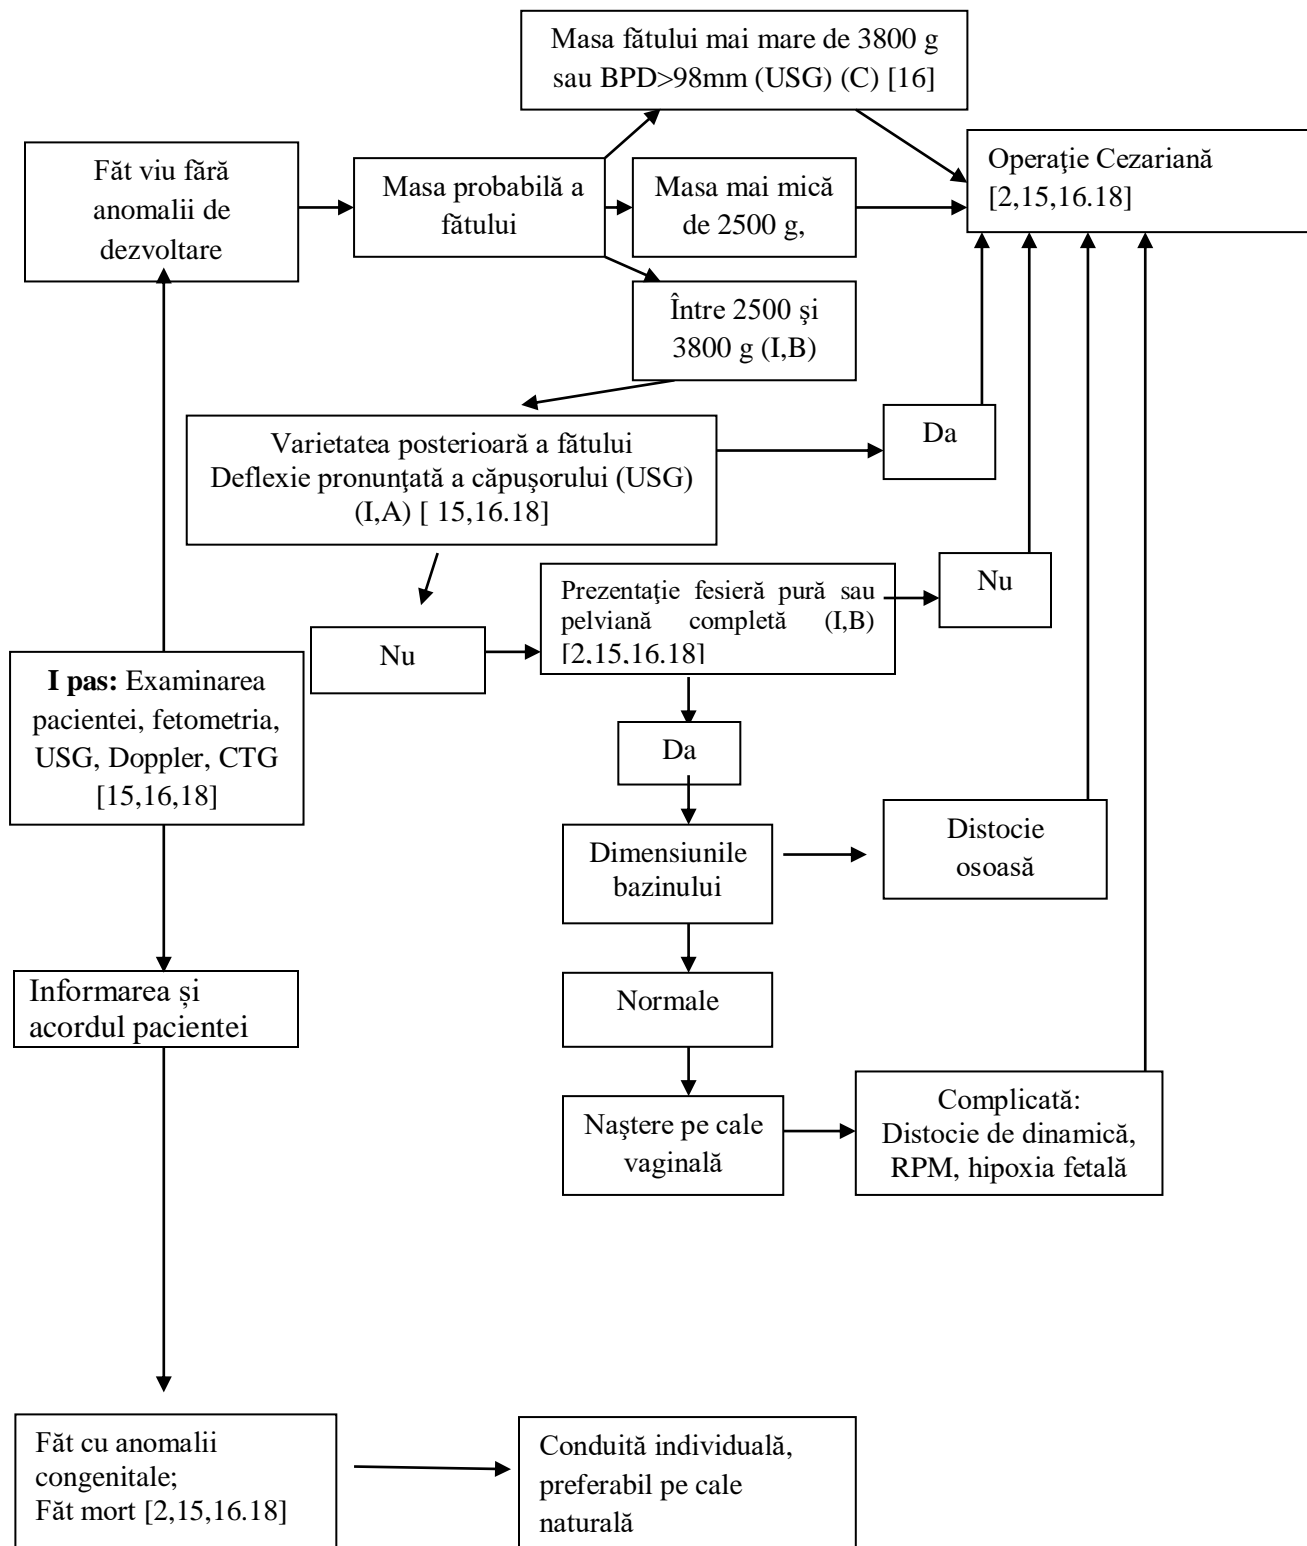 Masa fătului mai mare de 3800 g
sau BPD>98mm (USG) (C) [16]
Făt viu fără
anomalii de
dezvoltare
Masa probabilă a
fătului
Masa mai mică
de 2500 g,
Operaţie Cezariană
[2,15,16.18]
Între 2500 şi
3800 g (I,B)
Varietatea posterioară a fătului
Deflexie pronunţată a căpuşorului (USG)
(I,A) [ 15,16.18]
Da
Nu
Prezentaţie fesieră pură sau
pelviană completă (I,B)
[2,15,16.18]
Nu
I pas: Examinarea
pacientei, fetometria,
USG, Doppler, CTG
[15,16,18]
Da
Dimensiunile
bazinului
Distocie
osoasă
Informarea și
acordul pacientei
Normale
Naştere pe cale
vaginală
Complicată:
Distocie de dinamică,
RPM, hipoxia fetală
Făt cu anomalii
congenitale;
Făt mort [2,15,16.18]
Conduită individuală,
preferabil pe cale
naturală